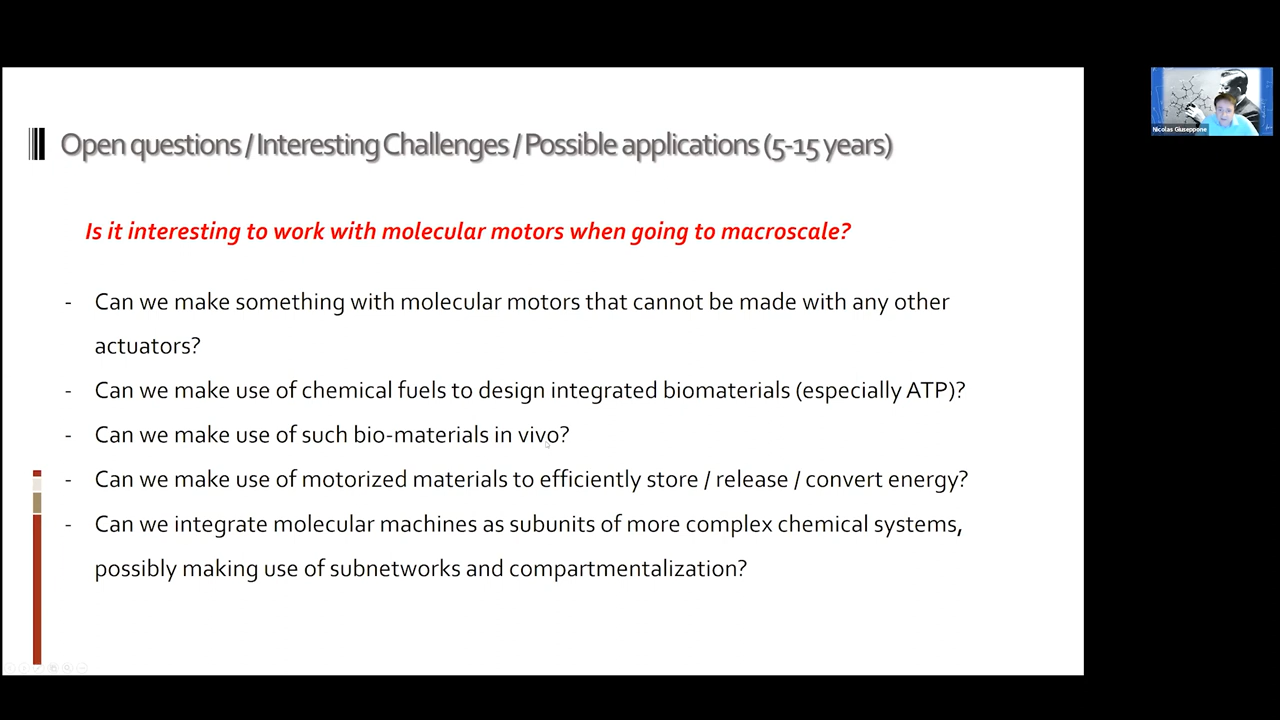 Open questions / Interesting Challenges / Possible applications (5-15 years)
Nicolas Giuseppone
Is it interesting to work with molecular motors when going to macroscale?
- Can we make something with molecular motors that cannot be made with any other
actuators?
- Can we make use of chemical fuels to design integrated biomaterials (especially ATP)?
- Can we make use of such bio-materials in vivo?
- Can we make use of motorized materials to efficiently store / release / convert energy?
- Can we integrate molecular machines as subunits of more complex chemical systems,
possibly making use of subnetworks and compartmentalization?